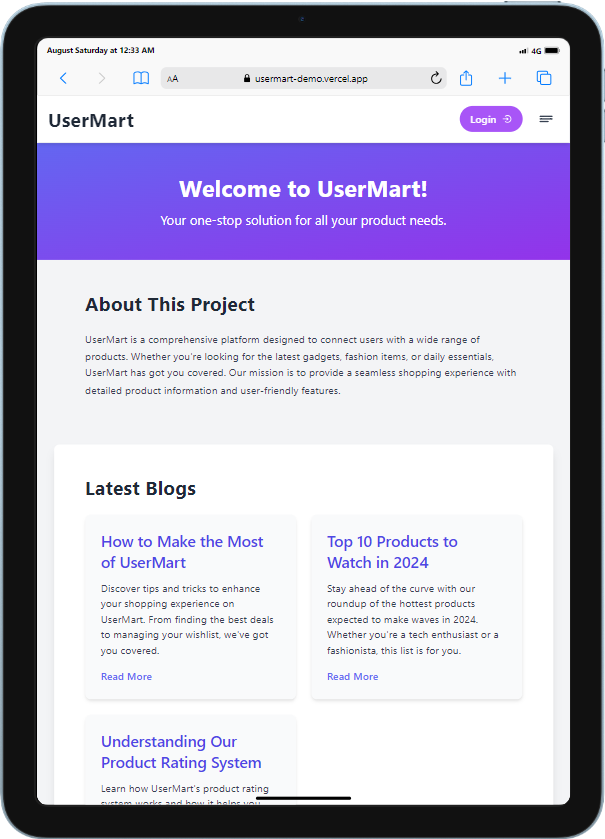 August Saturday at 12:33 AM
4G
AA
usermart-demo.vercel.app
UserMart
Login
Welcome to UserMart!
Your one-stop solution for all your product needs.
About This Project
UserMart is a comprehensive platform designed to connect users with a wide range of
products. Whether you're looking for the latest gadgets, fashion items, or daily essentials,
UserMart has got you covered. Our mission is to provide a seamless shopping experience with
detailed product information and user-friendly features.
Latest Blogs
How to Make the Most
of UserMart
Discover tips and tricks to enhance
your shopping experience on
UserMart. From finding the best deals
to managing your wishlist, we've got
you covered.
Read More
Top 10 Products to
Watch in 2024
Stay ahead of the curve with our
roundup of the hottest products
expected to make waves in 2024.
Whether you're a tech enthusiast or a
fashionista, this list is for you.
Read More
Understanding Our
Product Rating System
Learn how UserMart's product rating
system works and how it helps you